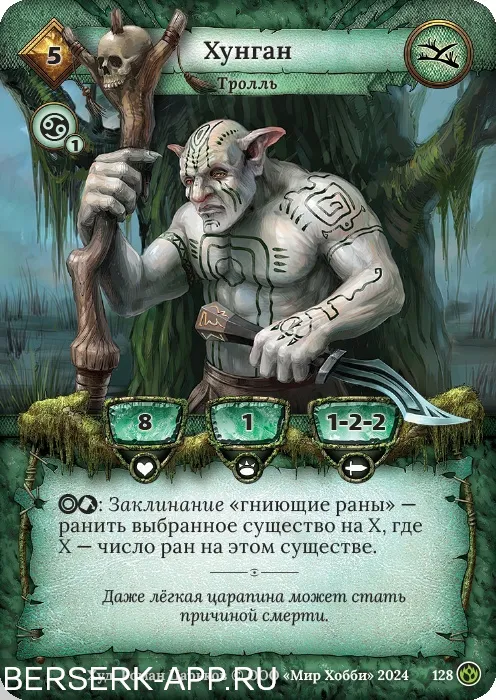 5
Хунган
Тролль
1
8
1
1-2-2
: Заклинание «гниющие раны» —
ранить выбранное существо на X, где
X — число ран на этом существе.
Даже лёгкая царапина может стать
причиной смерти.
© ООО «Мир Хобби» 2024
128
BERSERK-APP.RU